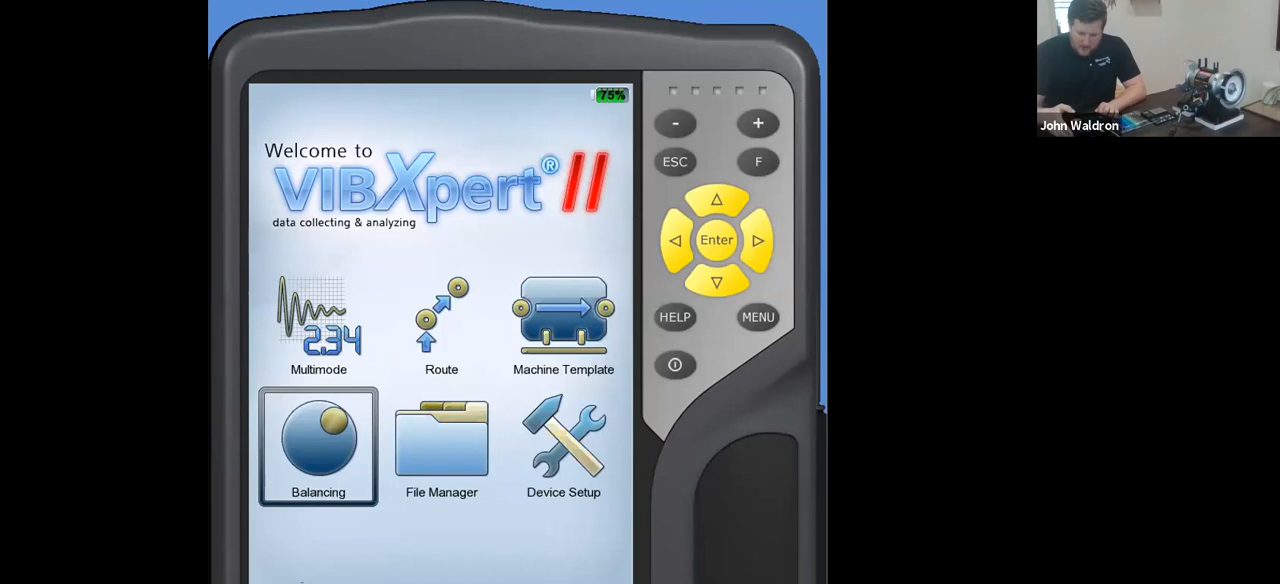 75%
Welcome to
VIBXpert® II
data collecting & analyzing
- +
ESC F
Enter
HELP MENU
2.34
Multimode Route Machine Template
Balancing File Manager Device Setup
John Waldron